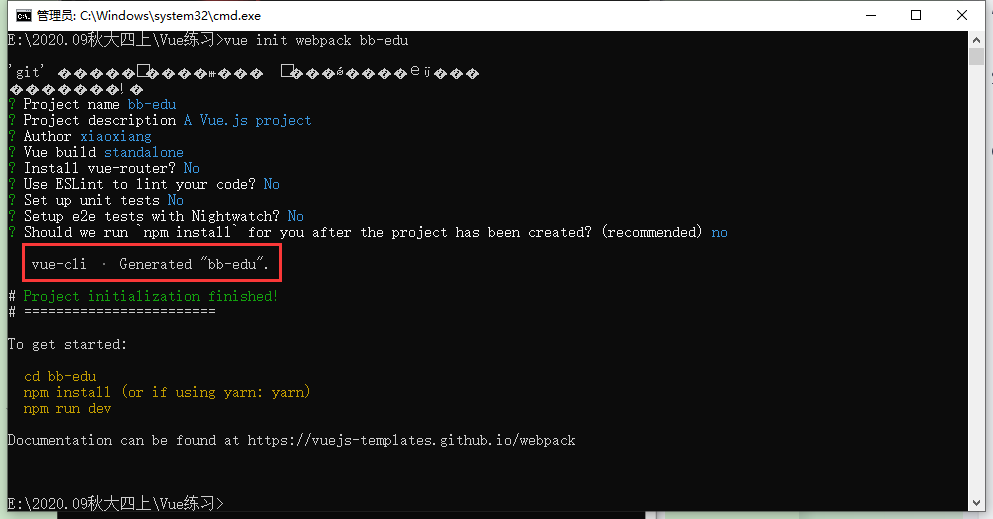 管理员: C:\Windows\system32\cmd.exe
E:\2020.09秋大四上\Vue练习>vue init webpack bb-edu
'git'
? Project name bb-edu
? Project description A Vue.js project
? Author xiaoxiang
? Vue build standalone
? Install vue-router? No
? Use ESLint to lint your code? No
? Set up unit tests No
? Setup e2e tests with Nightwatch? No
? Should we run `npm install` for you after the project has been created? (recommended) no
vue-cli · Generated "bb-edu".
# Project initialization finished!
# ========================
To get started:
cd bb-edu
npm install (or if using yarn: yarn)
npm run dev
Documentation can be found at https://vuejs-templates.github.io/webpack
E:\2020.09秋大四上\Vue练习>